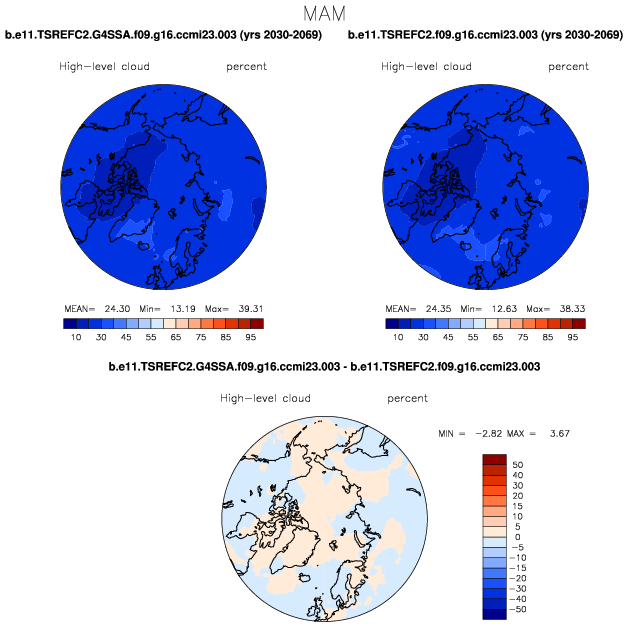 MAM
b.e11.TSREFC2.G4SSA.f09.g16.ccmi23.003 (yrs 2030-2069)
b.e11.TSREFC2.f09.g16.ccmi23.003 (yrs 2030-2069)
High-level cloud percent
High-level cloud percent
MEAN= 24.30 Min= 13.19 Max= 39.31
MEAN= 24.35 Min= 12.63 Max= 38.33
10 30 45 55 65 75 85 95
10 30 45 55 65 75 85 95
b.e11.TSREFC2.G4SSA.f09.g16.ccmi23.003 - b.e11.TSREFC2.f09.g16.ccmi23.003
High-level cloud percent
MIN = -2.82 MAX = 3.67
50
40
30
20
15
10
5
0
-5
-10
-15
-20
-30
-40
-50